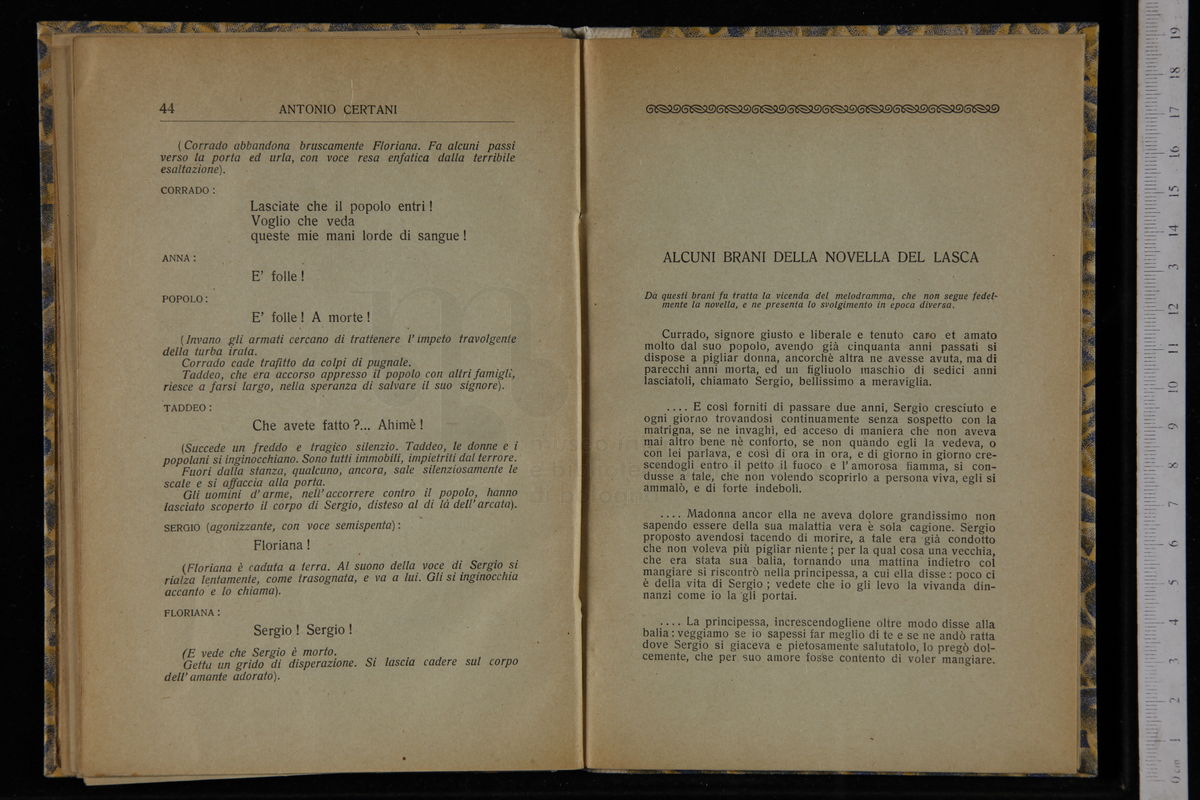 44 ANTONIO CERTANI
(Corrado abbandona bruscamente Floriana. Fa alcuni passi
verso la porta ed urla, con voce resa enfatica dalla terribile
esaltazione).
CORRADO :
Lasciate che il popolo entri !
Voglio che veda
queste mie mani lorde di sangue !
ANNA :
E' folle !
POPOLO :
E' folle ! A morte !
(Invano gli armati cercano di trattenere l'impeto travolgente
della turba irata.
Corrado cade trafitto da colpi di pugnale.
Taddeo, che era accorso appresso il popolo con altri famigli,
riesce a farsi largo, nella speranza di salvare il suo signore).
TADDEO :
Che avete fatto ?... Ahimè !
(Succede un freddo e tragico silenzio. Taddeo, le donne e i
popolani si inginocchiano. Sono tutti immobili, impietriti dal terrore.
Fuori dalla stanza, qualcuno, ancora, sale silenziosamente le
scale e si affaccia alla porta.
Gli uomini d'arme, nell'accorrere contro il popolo, hanno
lasciato scoperto il corpo di Sergio, disteso al di là dell'arcata).
SERGIO (agonizzante, con voce semispenta) :
Floriana !
(Floriana è caduta a terra. Al suono della voce di Sergio si
rialza lentamente, come trasognata, e va a lui. Gli si inginocchia
accanto e lo chiama).
FLORIANA :
Sergio ! Sergio !
(E vede che Sergio è morto.
Getta un grido di disperazione. Si lascia cadere sul corpo
dell'amante adorato).
ALCUNI BRANI DELLA NOVELLA DEL LASCA
Da questi brani fu tratta la vicenda del melodramma, che non segue fedel-
mente la novella, e ne presenta lo svolgimento in epoca diversa.
Currado, signore giusto e liberale e tenuto caro et amato
molto dal suo popolo, avendo già cinquanta anni passati si
dispose a pigliar donna, ancorchè altra ne avesse avuta, ma di
parecchi anni morta, ed un figliuolo maschio di sedici anni
lasciatoli, chiamato Sergio, bellissimo a meraviglia.
.... E così forniti di passare due anni, Sergio cresciuto e
ogni giorno trovandosi continuamente senza sospetto con la
matrigna, se ne invaghì, ed acceso di maniera che non aveva
mai altro bene nè conforto, se non quando egli la vedeva, o
con lei parlava, e così di ora in ora, e di giorno in giorno cre-
scendogli entro il petto il fuoco e l'amorosa fiamma, si con-
dusse a tale, che non volendo scoprirlo a persona viva, egli si
ammalò, e di forte indebolì.
.... Madonna ancor ella ne aveva dolore grandissimo non
sapendo essere della sua malattia vera è sola cagione. Sergio
proposto avendosi tacendo di morire, a tale era già condotto
che non voleva più pigliar niente ; per la qual cosa una vecchia,
che era stata sua balia, tornando una mattina indietro col
mangiare si riscontrò nella principessa, a cui ella disse : poco ci
è della vita di Sergio ; vedete che io gli levo la vivanda din-
nanzi come io la gli portai.
.... La principessa, increscendogliene oltre modo disse alla
balia : veggiamo se io sapessi far meglio di te e se ne andò ratta
dove Sergio si giaceva e pietosamente salutatolo, lo pregò dol-
cemente, che per suo amore fosse contento di voler mangiare.